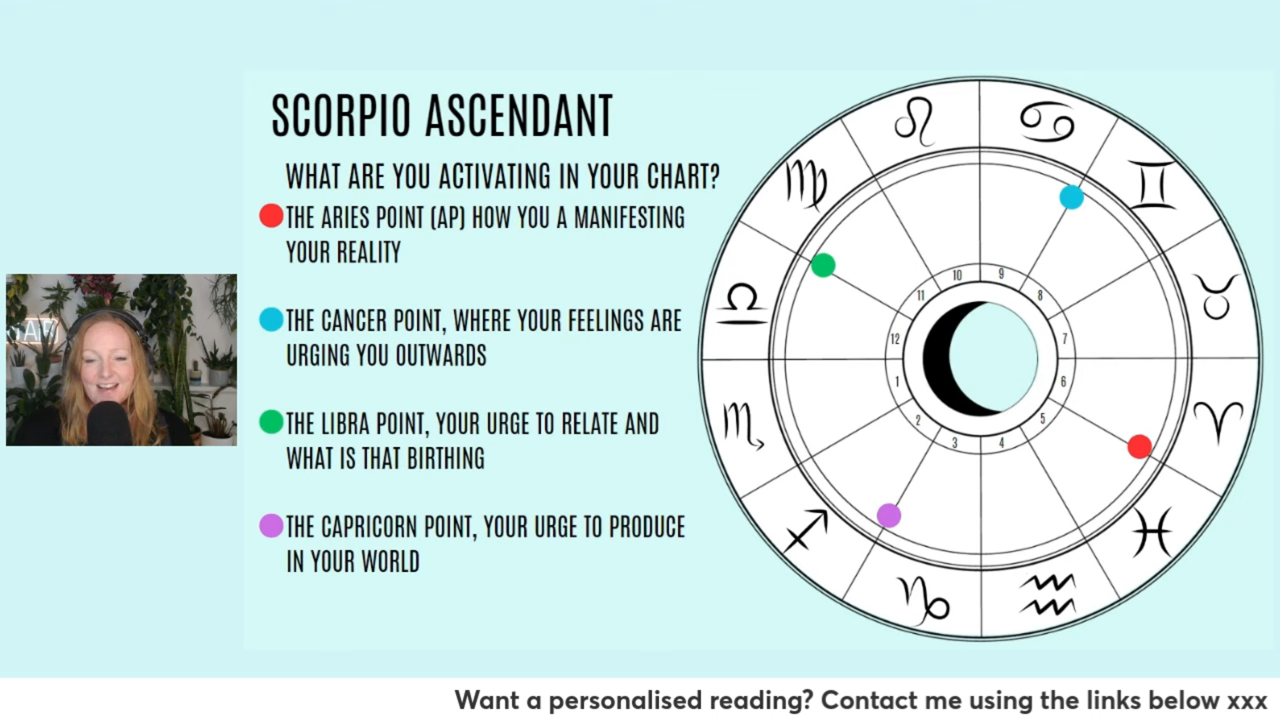 SCORPIO ASCENDANT
WHAT ARE YOU ACTIVATING IN YOUR CHART?
THE ARIES POINT (AP) HOW YOU A MANIFESTING
YOUR REALITY
THE CANCER POINT, WHERE YOUR FEELINGS ARE
URGING YOU OUTWARDS
THE LIBRA POINT, YOUR URGE TO RELATE AND
WHAT IS THAT BIRTHING
THE CAPRICORN POINT, YOUR URGE TO PRODUCE
IN YOUR WORLD
♌ ♋
♍ ♊
♎ ♉
♏ ♈
♐ ♓
♑ ♒
10 9
11 8
12 7
1 6
2 5
3 4
Want a personalised reading? Contact me using the links below xxx